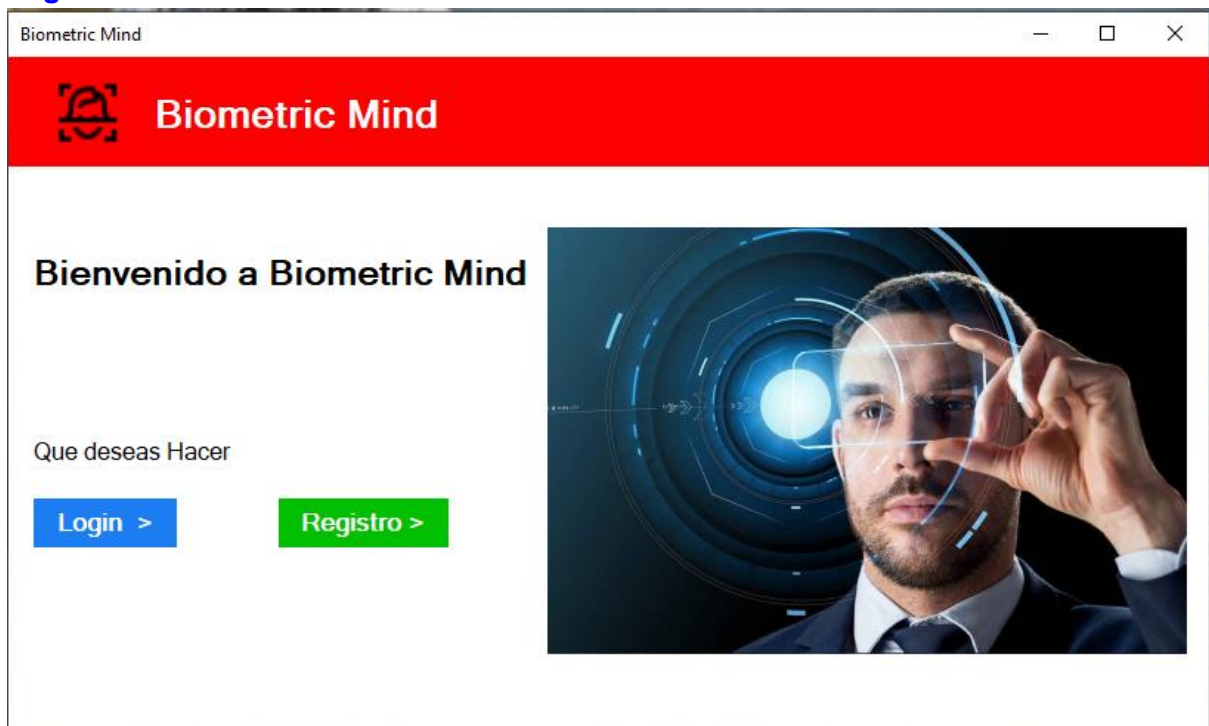 Biometric Mind
Biometric Mind
Bienvenido a Biometric Mind
Que deseas Hacer
Login >
Registro >